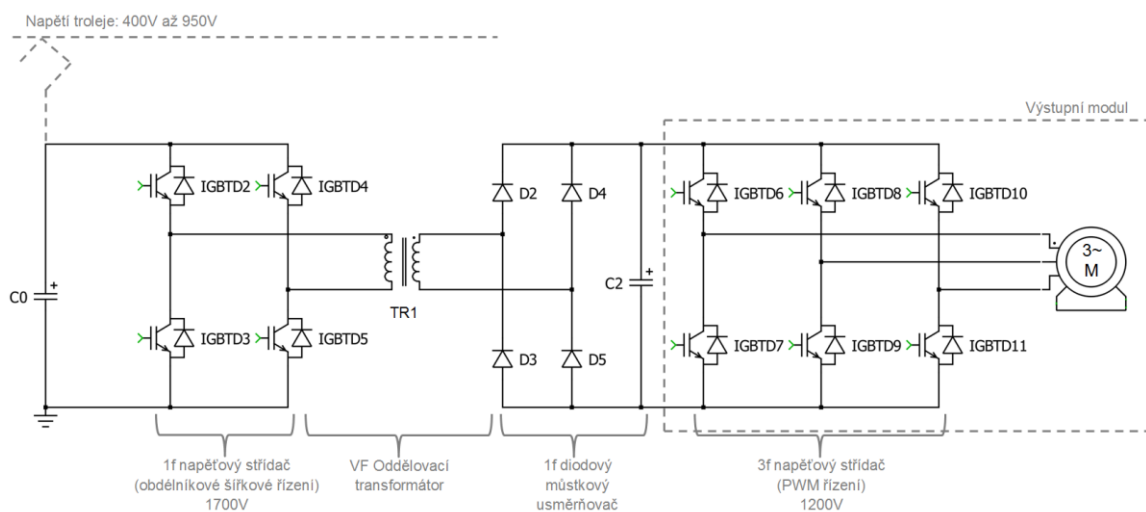 Napětí troleje: 400V až 950V
Výstupní modul
IGBTD2
IGBTD4
D2
D4
IGBTD6
IGBTD8
IGBTD10
3~
M
C0
+
TR1
C2
+
IGBTD3
IGBTD5
D3
D5
IGBTD7
IGBTD9
IGBTD11
1f napěťový střídač
(obdélníkové šířkové řízení)
1700V
VF Oddělovací
transformátor
1f diodový
můstkový
usměrňovač
3f napěťový střídač
(PWM řízení)
1200V